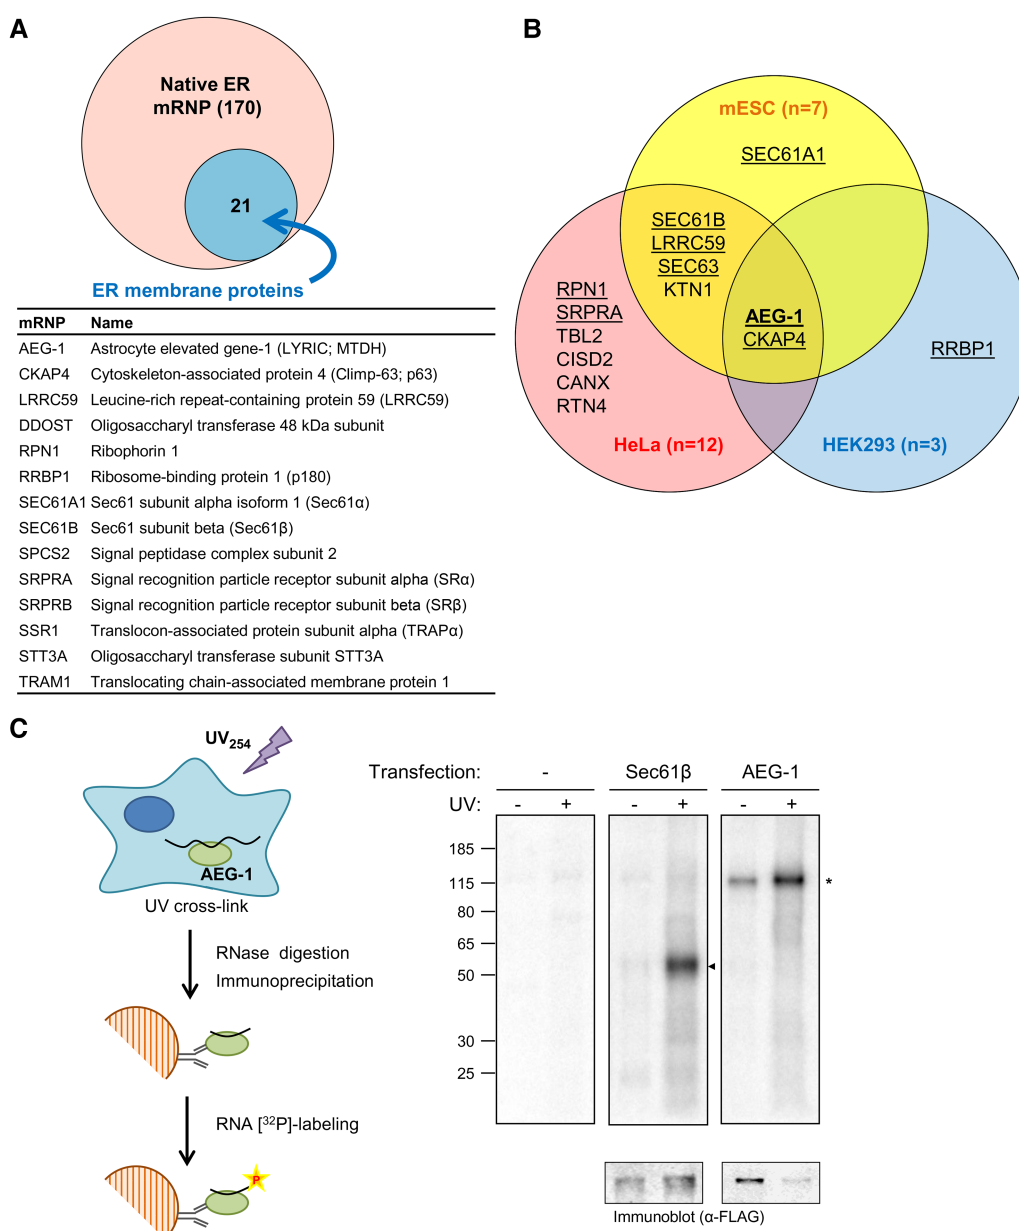 A
Native ER
mRNP (170)
21
ER membrane proteins
mRNP Name
AEG-1 Astrocyte elevated gene-1 (LYRIC; MTDH)
CKAP4 Cytoskeleton-associated protein 4 (Climp-63; p63)
LRRC59 Leucine-rich repeat-containing protein 59 (LRRC59)
DDOST Oligosaccharyl transferase 48 kDa subunit
RPN1 Ribophorin 1
RRBP1 Ribosome-binding protein 1 (p180)
SEC61A1 Sec61 subunit alpha isoform 1 (Sec61α)
SEC61B Sec61 subunit beta (Sec61β)
SPCS2 Signal peptidase complex subunit 2
SRPRA Signal recognition particle receptor subunit alpha (SRα)
SRPRB Signal recognition particle receptor subunit beta (SRβ)
SSR1 Translocon-associated protein subunit alpha (TRAPα)
STT3A Oligosaccharyl transferase subunit STT3A
TRAM1 Translocating chain-associated membrane protein 1
B
mESC (n=7)
SEC61A1
SEC61B
LRRC59
SEC63
KTN1
RPN1
SRPRA
TBL2
CISD2
CANX
RTN4
AEG-1
CKAP4
RRBP1
HeLa (n=12)
HEK293 (n=3)
C
UV254
AEG-1
UV cross-link
RNase digestion
Immunoprecipitation
RNA [32P]-labeling
P
Transfection: - Sec61β AEG-1
UV: - + - + - +
185
115
*
80
65
50
30
25
Immunoblot (α-FLAG)